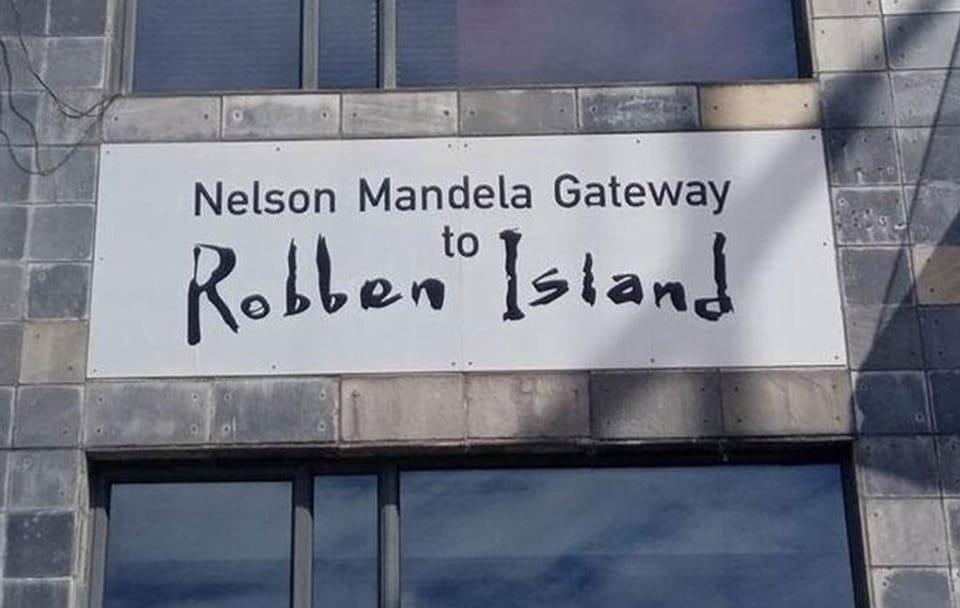 Nelson Mandela Gateway
to
Robben Island